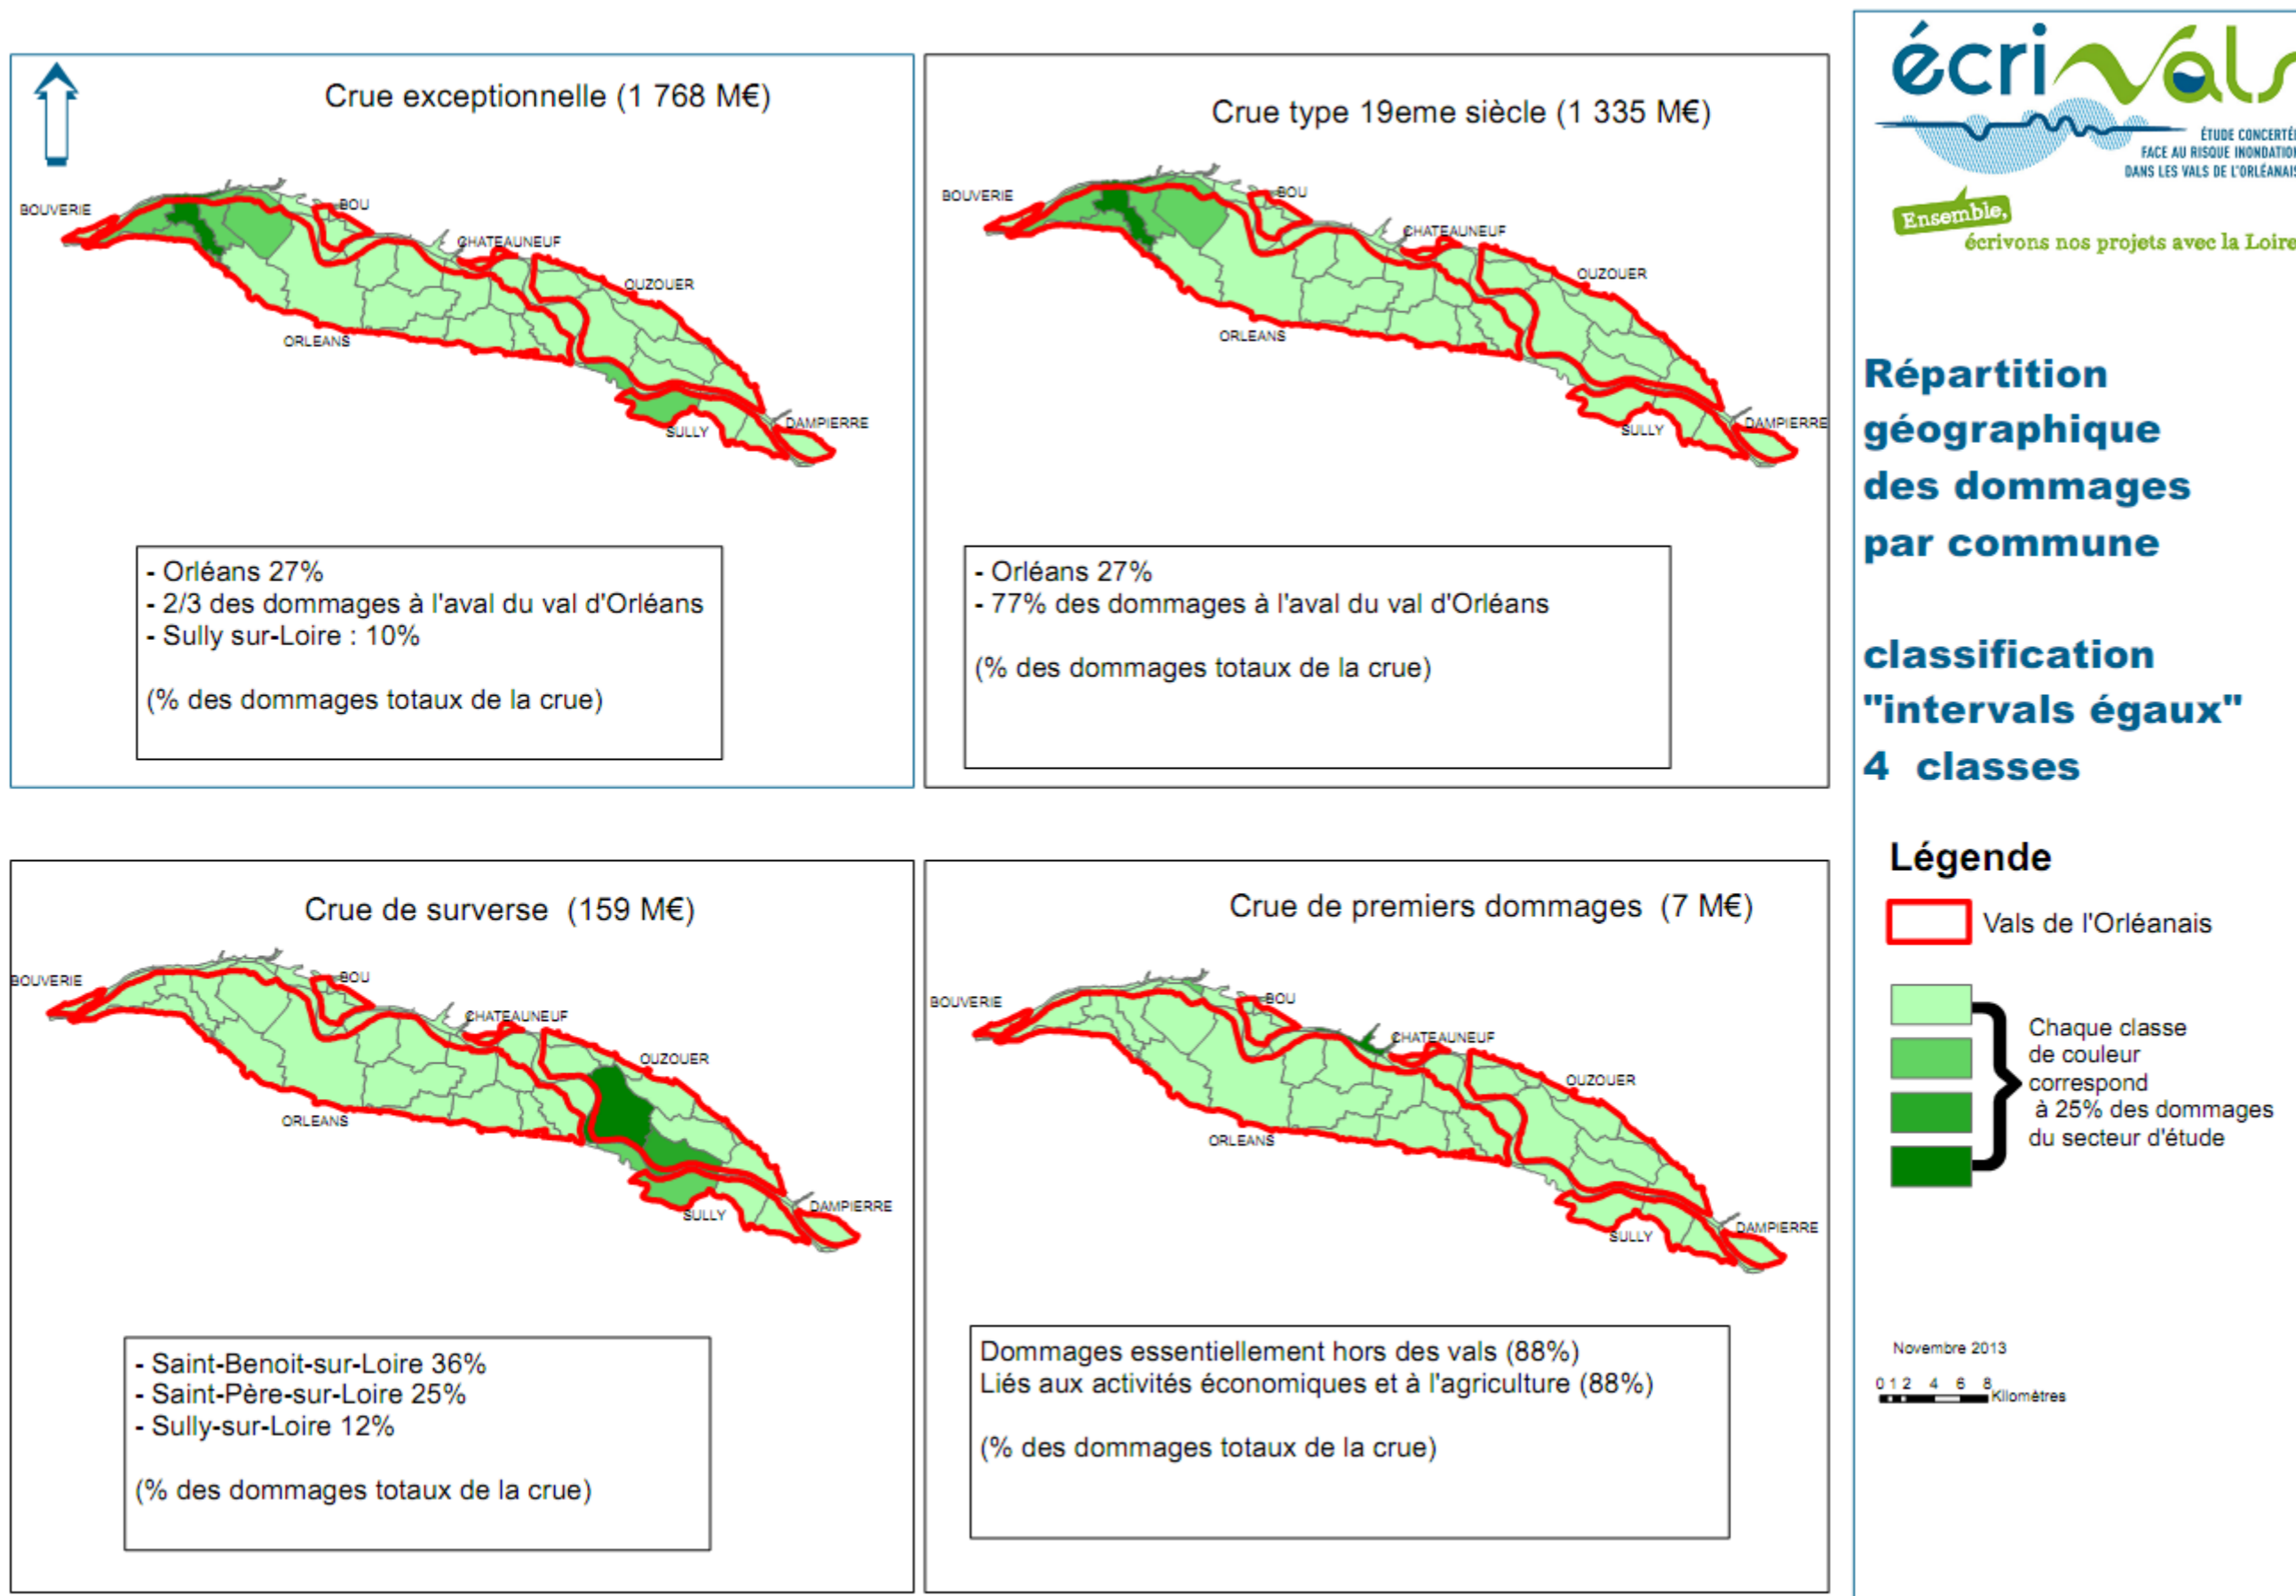 Crue exceptionnelle (1 768 M€)
BOUVERIE
BOU
CHATEAUNEUF
OUZOUER
ORLEANS
SULLY
DAMPIERRE
- Orléans 27%
- 2/3 des dommages à l'aval du val d'Orléans
- Sully sur-Loire : 10%
(% des dommages totaux de la crue)
Crue type 19eme siècle (1 335 M€)
BOUVERIE
BOU
CHATEAUNEUF
OUZOUER
ORLEANS
SULLY
DAMPIERRE
- Orléans 27%
- 77% des dommages à l'aval du val d'Orléans
(% des dommages totaux de la crue)
Crue de surverse (159 M€)
BOUVERIE
BOU
CHATEAUNEUF
OUZOUER
ORLEANS
SULLY
DAMPIERRE
- Saint-Benoit-sur-Loire 36%
- Saint-Père-sur-Loire 25%
- Sully-sur-Loire 12%
(% des dommages totaux de la crue)
Crue de premiers dommages (7 M€)
BOUVERIE
BOU
CHATEAUNEUF
OUZOUER
ORLEANS
SULLY
DAMPIERRE
Dommages essentiellement hors des vals (88%)
Liés aux activités économiques et à l'agriculture (88%)
(% des dommages totaux de la crue)
écrivals
ÉTUDE CONCERTÉE
FACE AU RISQUE INONDATION
DANS LES VALS DE L'ORLÉANAIS
Ensemble,
écrivons nos projets avec la Loire
Répartition
géographique
des dommages
par commune
classification
"intervals égaux"
4 classes
Légende
Vals de l'Orléanais
Chaque classe
de couleur
correspond
à 25% des dommages
du secteur d'étude
Novembre 2013
0 1 2 4 6 8
Kilomètres